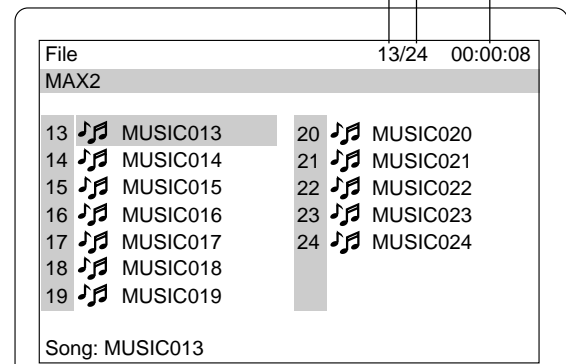 File 13/24 00:00:08
MAX2
13 MUSIC013
14 MUSIC014
15 MUSIC015
16 MUSIC016
17 MUSIC017
18 MUSIC018
19 MUSIC019
20 MUSIC020
21 MUSIC021
22 MUSIC022
23 MUSIC023
24 MUSIC024
Song: MUSIC013